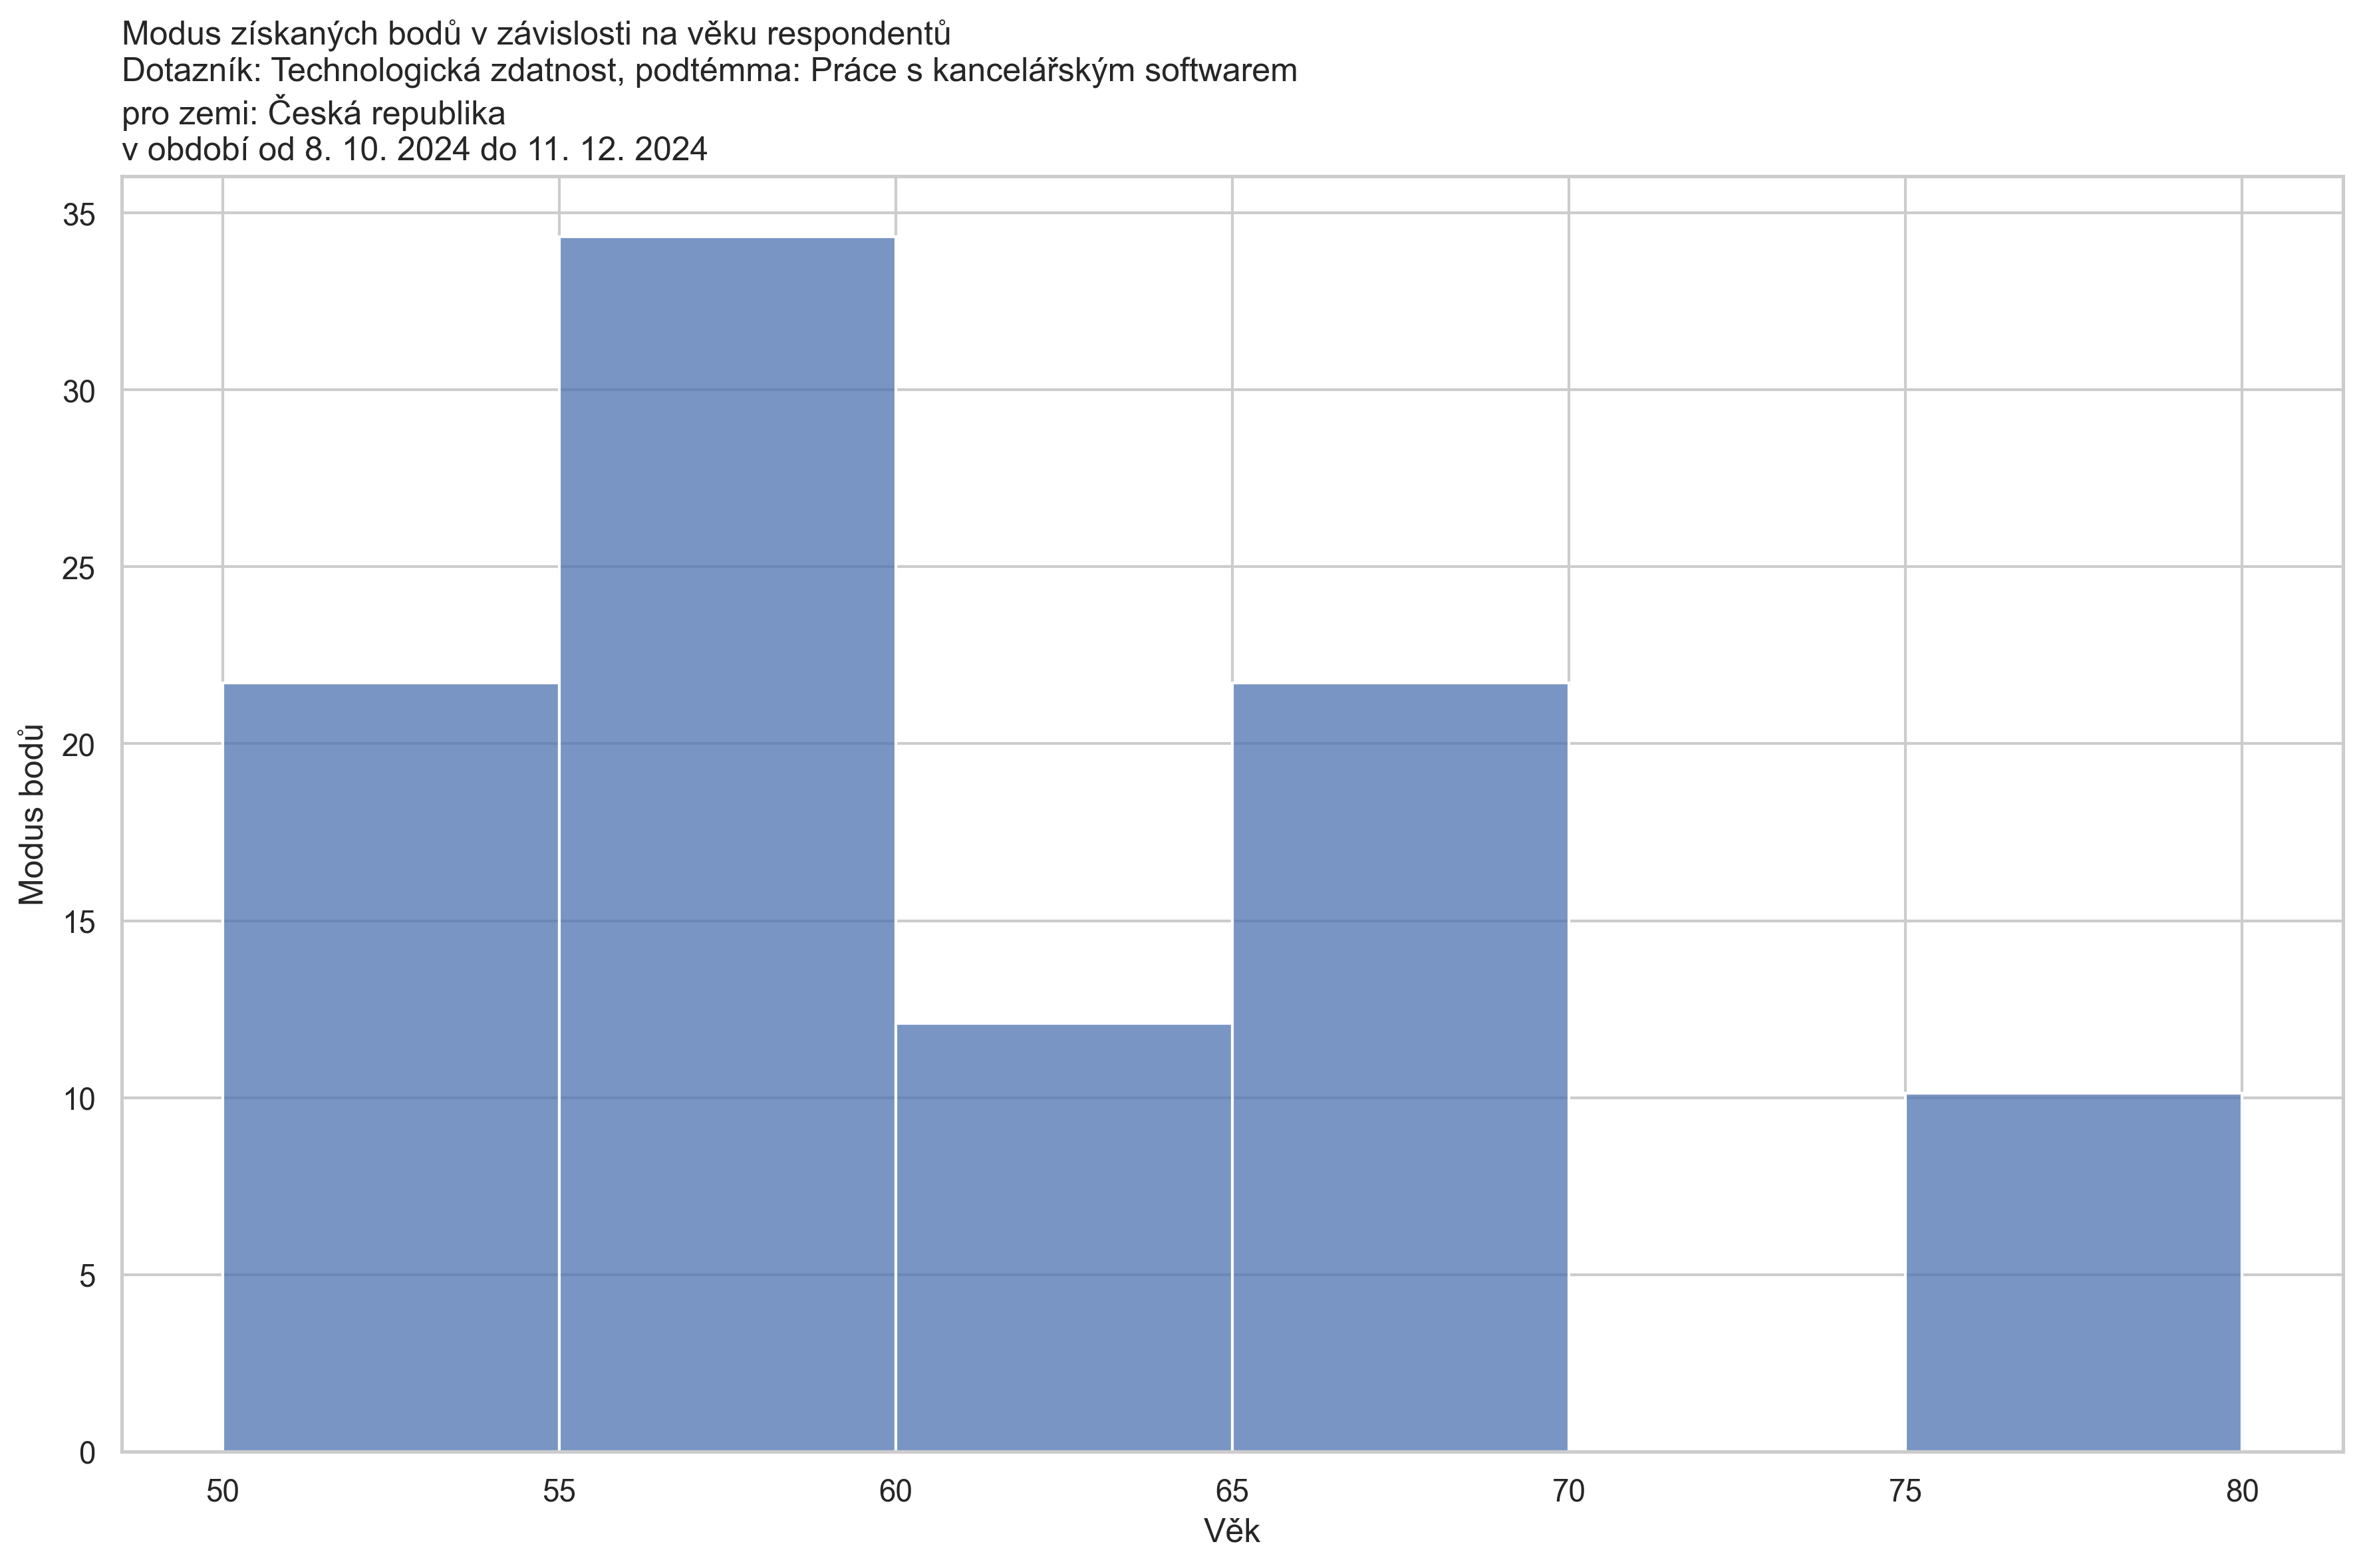 Modus získaných bodů v závislosti na věku respondentů
Dotazník: Technologická zdatnost, podtémma: Práce s kancelářským softwarem
pro zemi: Česká republika
v období od 8. 10. 2024 do 11. 12. 2024
35
30
25
20
15
10
5
0
Modus bodů
50
55
60
65
70
75
80
Věk